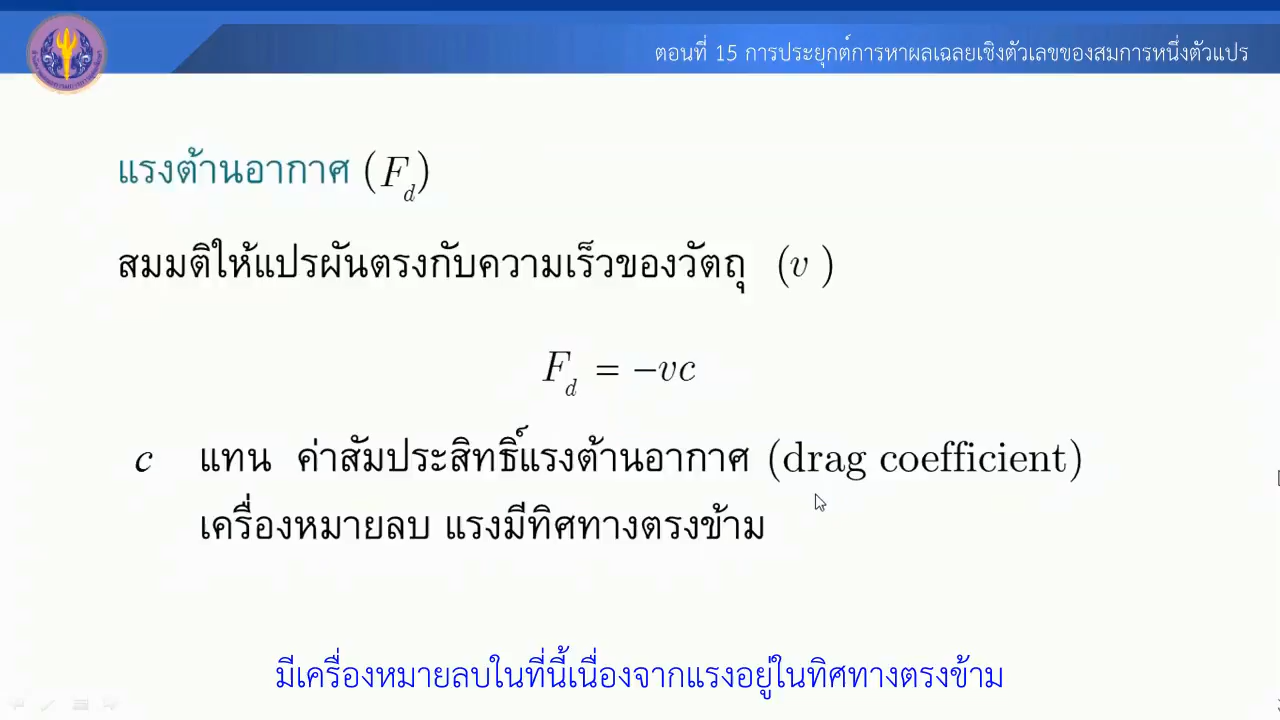 ตอนที่ 15 การประยุกต์การหาผลเฉลยเชิงตัวเลขของสมการหนึ่งตัวแปร
แรงต้านอากาศ (F_d)
สมมติให้แปรผันตรงกับความเร็วของวัตถุ (v )
F_d = −vc
c แทน ค่าสัมประสิทธิ์แรงต้านอากาศ (drag coefficient)
เครื่องหมายลบ แรงมีทิศทางตรงข้าม
มีเครื่องหมายลบในที่นี้เนื่องจากแรงอยู่ในทิศทางตรงข้าม